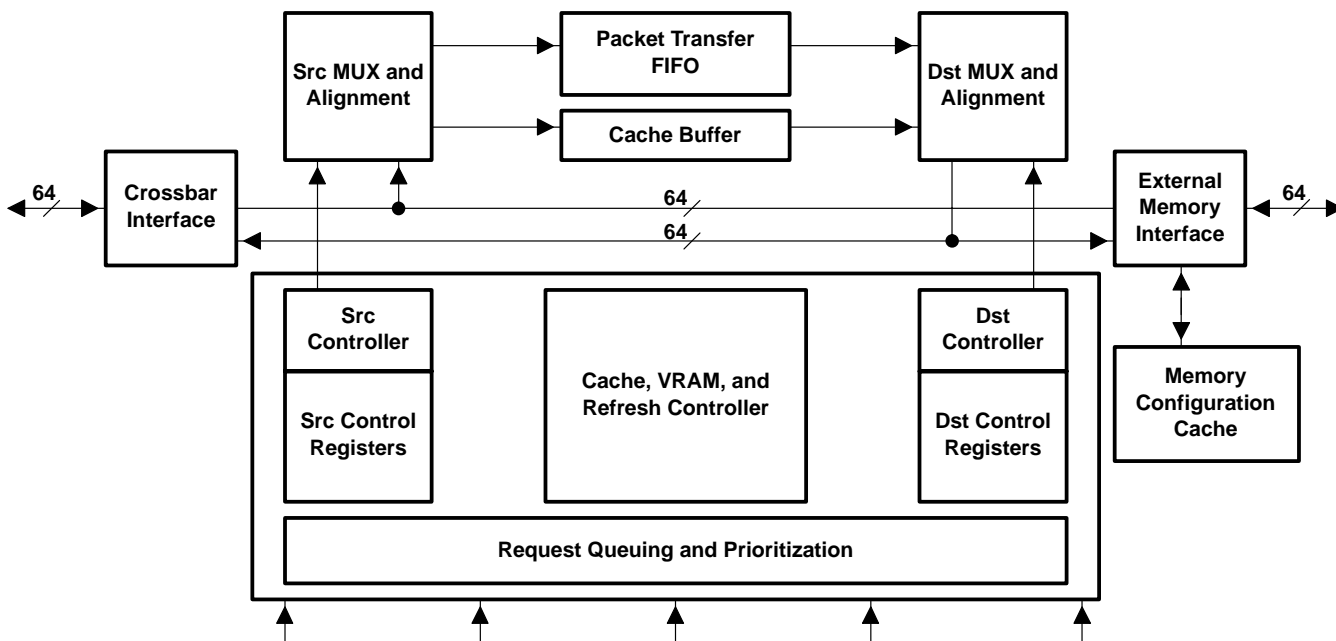 Packet Transfer
FIFO
Src MUX and
Alignment
Dst MUX and
Alignment
Cache Buffer
64
Crossbar
Interface
64
64
External
Memory
Interface
64
Src
Controller
Cache, VRAM, and
Refresh Controller
Dst
Controller
Src Control
Registers
Dst Control
Registers
Memory
Configuration
Cache
Request Queuing and Prioritization